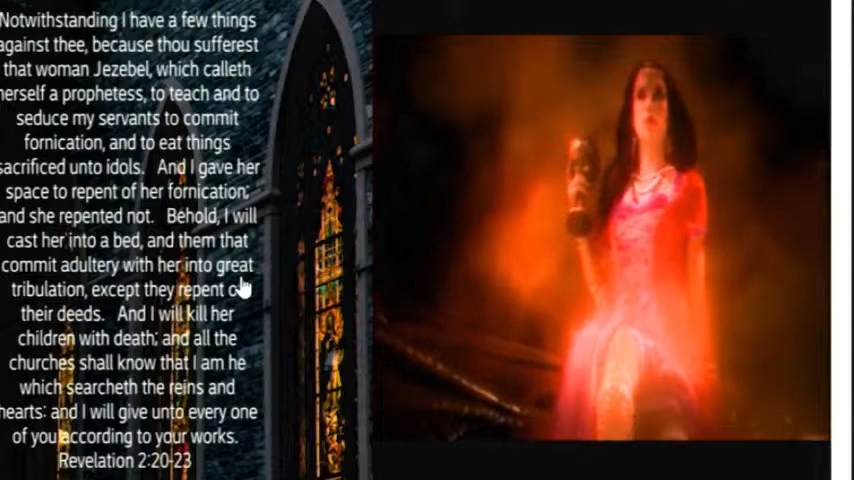 Notwithstanding I have a few things
against thee, because thou sufferest
that woman Jezebel, which calleth
herself a prophetess, to teach and to
seduce my servants to commit
fornication, and to eat things
sacrificed unto idols. And I gave her
space to repent of her fornication;
and she repented not. Behold, I will
cast her into a bed, and them that
commit adultery with her into great
tribulation, except they repent of
their deeds. And I will kill her
children with death; and all the
churches shall know that I am he
which searcheth the reins and
hearts: and I will give unto every one
of you according to your works.
Revelation 2:20-23